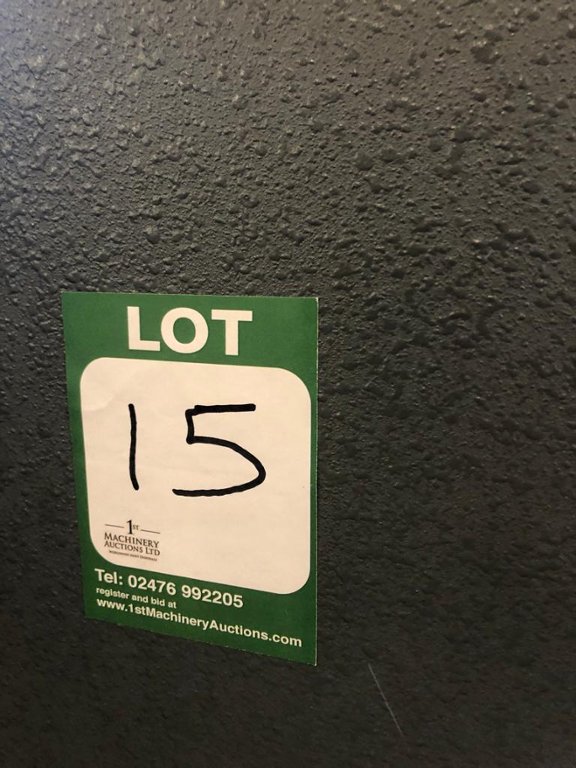 LOT
15
1ST
MACHINERY
AUCTIONS LTD
Tel: 02476 992205
register and bid at
www.1stMachineryAuctions.com